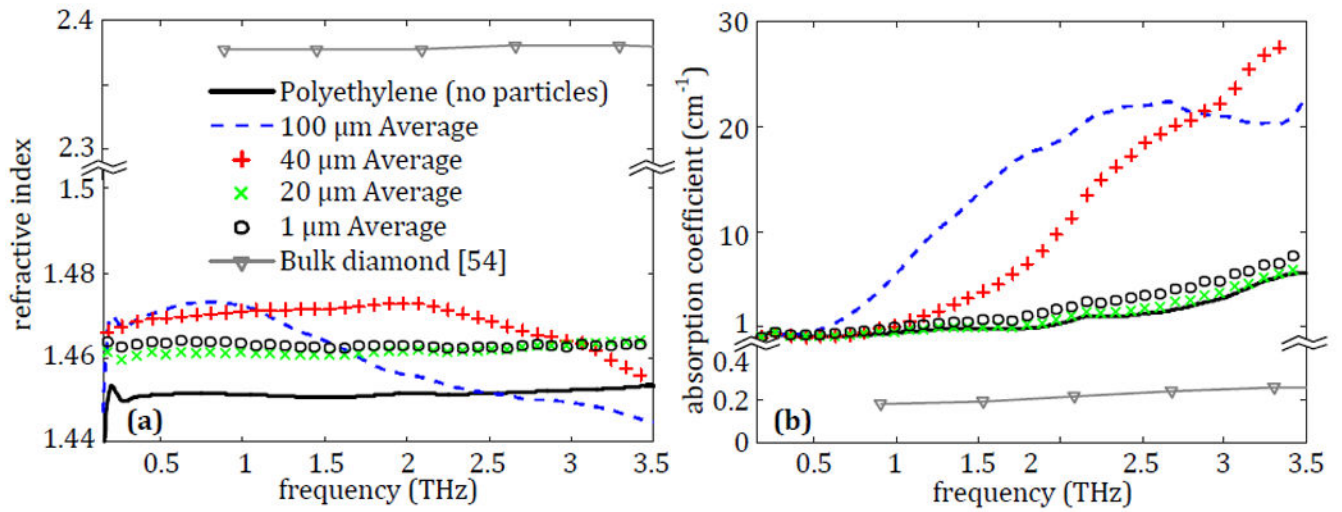 2.4
2.3
1.5
1.48
1.46
1.44
refractive index
Polyethylene (no particles)
100 μm Average
40 μm Average
20 μm Average
1 μm Average
Bulk diamond [54]
(a)
0.5 1 1.5 2 2.5 3 3.5
frequency (THz)
30
20
10
1
0.4
0.2
0
absorption coefficient (cm⁻¹)
(b)
0.5 1 1.5 2 2.5 3 3.5
frequency (THz)